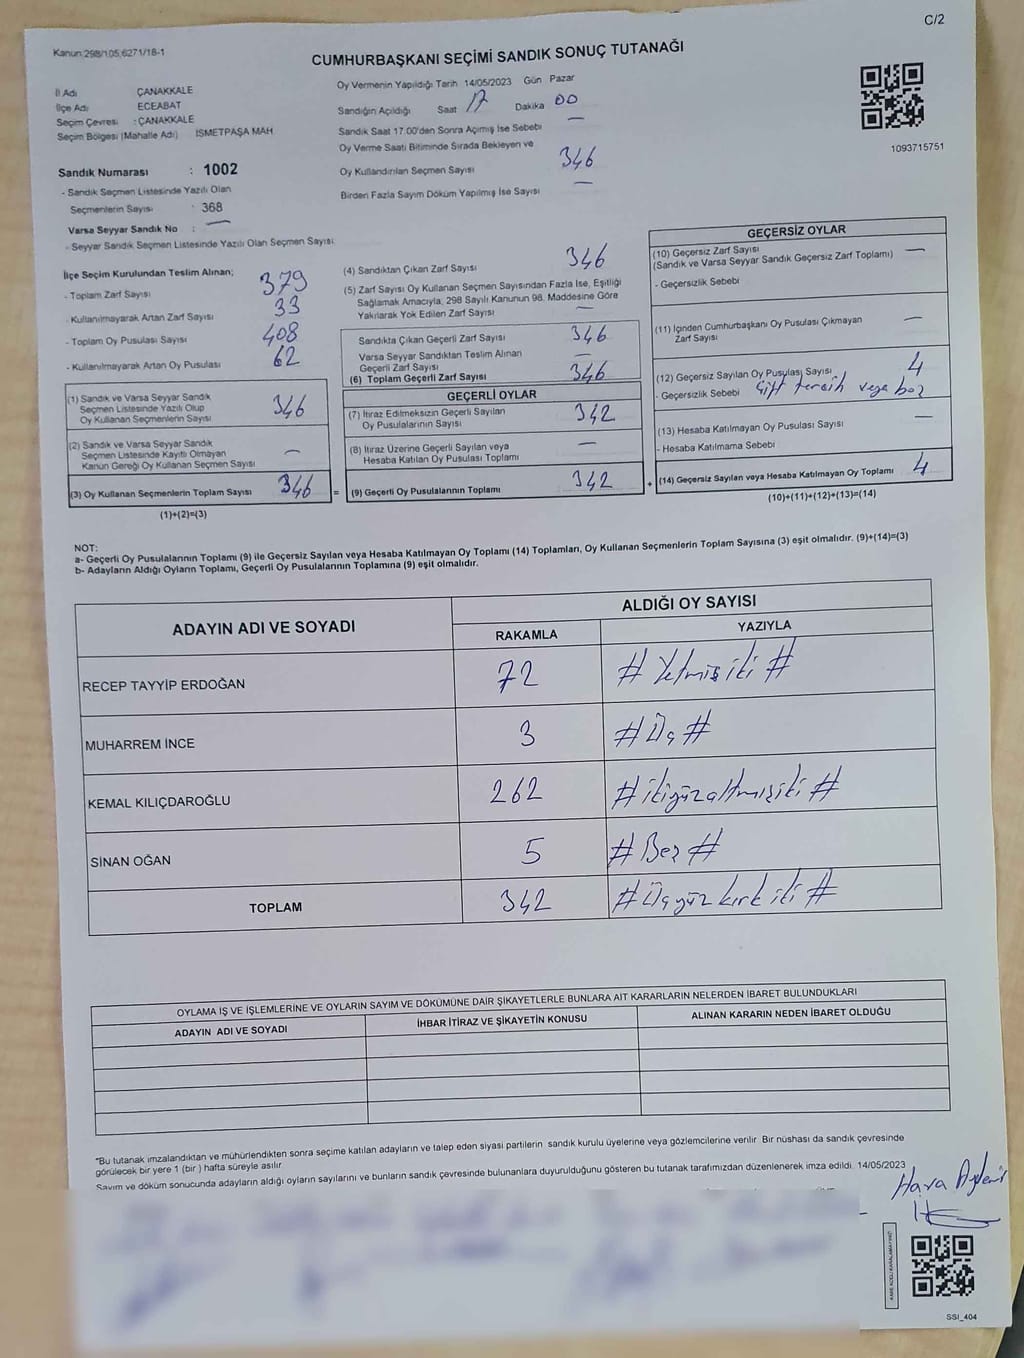 C/2
Kanun:298/105,6271/18-1
CUMHURBAŞKANI SEÇİMİ SANDIK SONUÇ TUTANAĞI
İl Adı ÇANAKKALE
İlçe Adı ECEABAT
Seçim Çevresi : ÇANAKKALE
Seçim Bölgesi (Mahalle Adı) İSMETPAŞA MAH
Oy Vermenin Yapıldığı Tarih 14/05/2023 Gün Pazar
Sandığın Açıldığı Saat 17 Dakika 00
Sandık Saat 17.00'den Sonra Açımış İse Sebebi —
Oy Verme Saati Bitiminde Sırada Bekleyen ve
Oy Kullandırılan Seçmen Sayısı 346
Birden Fazla Sayım Döküm Yapılmış İse Sayısı —
1093715751
Sandık Numarası : 1002
- Sandık Seçmen Listesinde Yazılı Olan
Seçmenlerin Sayısı 368
Varsa Seyyar Sandık No : —
- Seyyar Sandık Seçmen Listesinde Yazılı Olan Seçmen Sayısı:
İlçe Seçim Kurulundan Teslim Alınan;
- Toplam Zarf Sayısı 379
- Kullanılmayarak Artan Zarf Sayısı 33
- Toplam Oy Pusulası Sayısı 408
- Kullanılmayarak Artan Oy Pusulası 62
(1) Sandık ve Varsa Seyyar Sandık
Seçmen Listesinde Yazılı Olup
Oy Kullanan Seçmenlerin Sayısı 346
(2) Sandık ve Varsa Seyyar Sandık
Seçmen Listesinde Kayıtlı Olmayan
Kanun Gereği Oy Kullanan Seçmen Sayısı —
(3) Oy Kullanan Seçmenlerin Toplam Sayısı 346
(1)+(2)=(3)
(4) Sandıktan Çıkan Zarf Sayısı 346
(5) Zarf Sayısı Oy Kullanan Seçmen Sayısından Fazla İse, Eşitliği
Sağlamak Amacıyla, 298 Sayılı Kanunun 98. Maddesine Göre
Yakılarak Yok Edilen Zarf Sayısı —
Sandıkta Çıkan Geçerli Zarf Sayısı 346
Varsa Seyyar Sandıktan Teslim Alınan
Geçerli Zarf Sayısı —
(6) Toplam Geçerli Zarf Sayısı 346
GEÇERLİ OYLAR
(7) İtiraz Edilmeksizin Geçerli Sayılan
Oy Pusulalarının Sayısı 342
(8) İtiraz Üzerine Geçerli Sayılan veya
Hesaba Katılan Oy Pusulası Toplamı —
= (9) Geçerli Oy Pusulalarının Toplamı 342
GEÇERSİZ OYLAR
(10) Geçersiz Zarf Sayısı —
(Sandık ve Varsa Seyyar Sandık Geçersiz Zarf Toplamı)
- Geçersizlik Sebebi
(11) İçinden Cumhurbaşkanı Oy Pusulası Çıkmayan
Zarf Sayısı —
(12) Geçersiz Sayılan Oy Pusulası Sayısı 4
- Geçersizlik Sebebi çift tercih veya boş
(13) Hesaba Katılmayan Oy Pusulası Sayısı —
- Hesaba Katılmama Sebebi
+ (14) Geçersiz Sayılan veya Hesaba Katılmayan Oy Toplamı 4
(10)+(11)+(12)+(13)=(14)
NOT:
a- Geçerli Oy Pusulalarının Toplamı (9) ile Geçersiz Sayılan veya Hesaba Katılmayan Oy Toplamı (14) Toplamları, Oy Kullanan Seçmenlerin Toplam Sayısına (3) eşit olmalıdır. (9)+(14)=(3)
b- Adayların Aldığı Oyların Toplamı, Geçerli Oy Pusulalarının Toplamına (9) eşit olmalıdır.
ADAYIN ADI VE SOYADI
ALDIĞI OY SAYISI
RAKAMLA YAZIYLA
RECEP TAYYİP ERDOĞAN 72 # Yetmiş iki #
MUHARREM İNCE 3 # Üç #
KEMAL KILIÇDAROĞLU 262 # ikiyüzaltmışiki #
SİNAN OĞAN 5 # Beş #
TOPLAM 342 # Üçyüz kırk iki #
OYLAMA İŞ VE İŞLEMLERİNE VE OYLARIN SAYIM VE DÖKÜMÜNE DAİR ŞİKAYETLERLE BUNLARA AİT KARARLARIN NELERDEN İBARET BULUNDUKLARI
ADAYIN ADI VE SOYADI İHBAR İTİRAZ VE ŞİKAYETİN KONUSU ALINAN KARARIN NEDEN İBARET OLDUĞU
"Bu tutanak imzalandıktan ve mühürlendikten sonra seçime katılan adayların ve talep eden siyasi partilerin sandık kurulu üyelerine veya gözlemcilerine verilir. Bir nüshası da sandık çevresinde
görülecek bir yere 1 (bir) hafta süreyle asılır
Sayım ve döküm sonucunda adayların aldığı oyların sayılarını ve bunların sandık çevresinde bulunanlara duyurulduğunu gösteren bu tutanak tarafımızdan düzenlenerek imza edildi. 14/05/2023
SSI_404